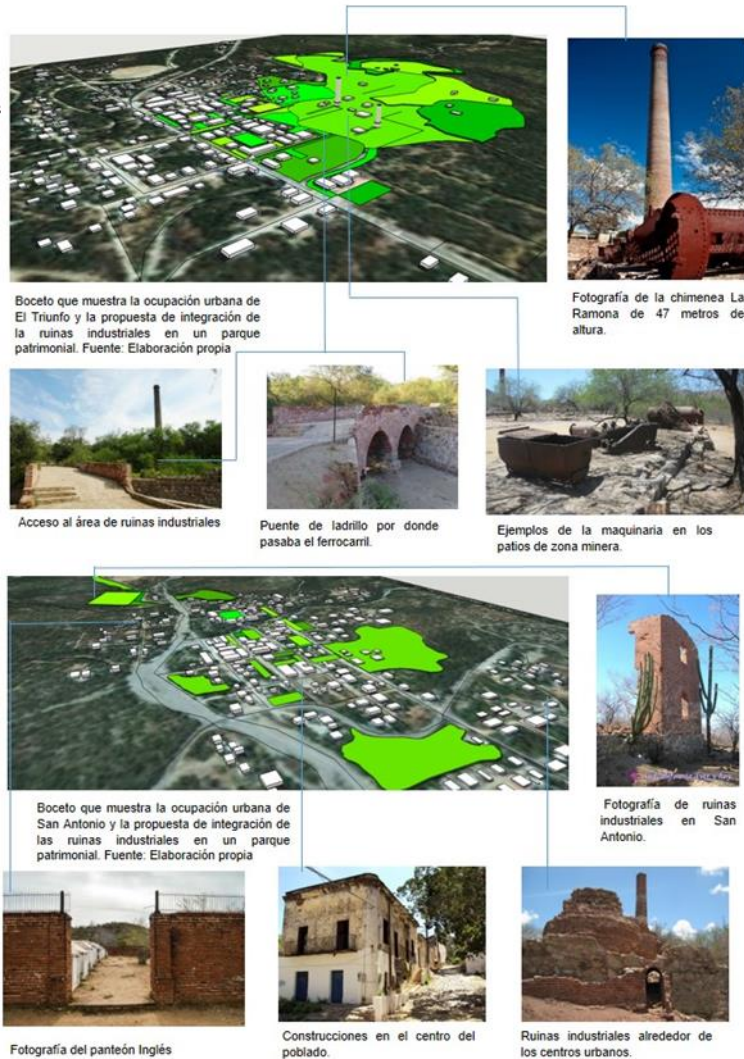 Boceto que muestra la ocupación urbana de
El Triunfo y la propuesta de integración de
la ruinas industriales en un parque
patrimonial. Fuente: Elaboración propia
Fotografía de la chimenea La
Ramona de 47 metros de
altura.
Acceso al área de ruinas industriales
Puente de ladrillo por donde
pasaba el ferrocarril.
Ejemplos de la maquinaria en los
patios de zona minera.
Boceto que muestra la ocupación urbana de
San Antonio y la propuesta de integración de
las ruinas industriales en un parque
patrimonial. Fuente: Elaboración propia
Fotografía de ruinas
industriales en San
Antonio.
Fotografía del panteón Inglés
Construcciones en el centro del
poblado.
Ruinas industriales alrededor de
los centros urbanos.